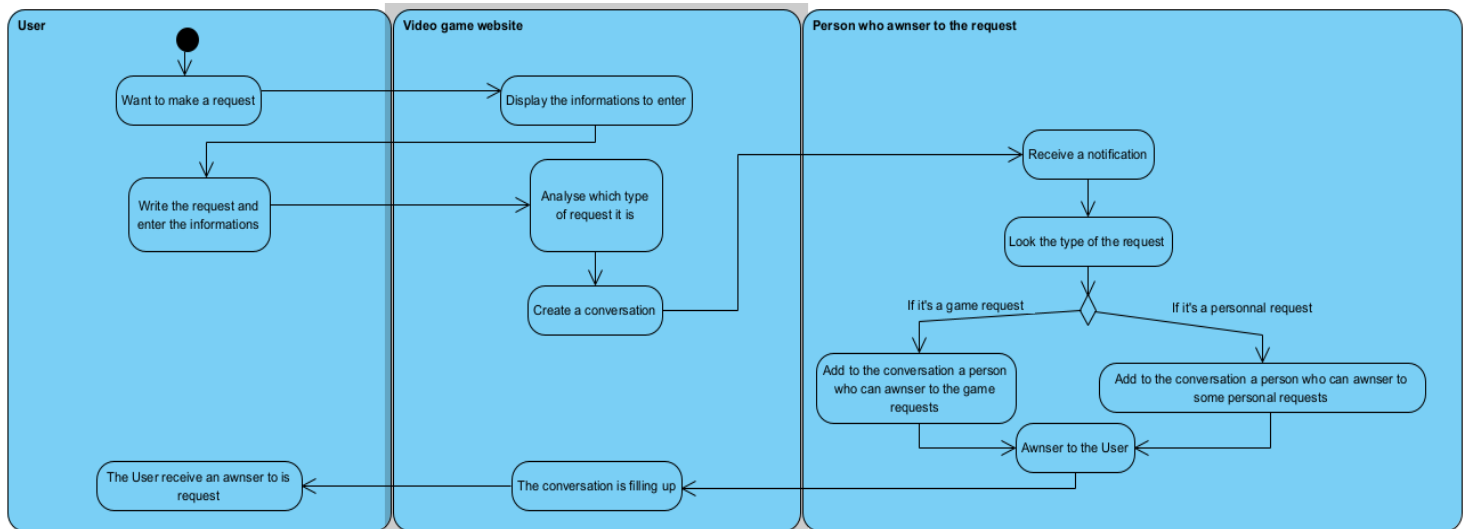 User
Video game website
Person who awnser to the request
Want to make a request
Display the informations to enter
Receive a notification
Write the request and
enter the informations
Analyse which type
of request it is
Look the type of the request
Create a conversation
If it's a game request
If it's a personnal request
Add to the conversation a person
who can awnser to the game
requests
Add to the conversation a person who can awnser to
some personal requests
Awnser to the User
The conversation is filling up
The User receive an awnser to is
request